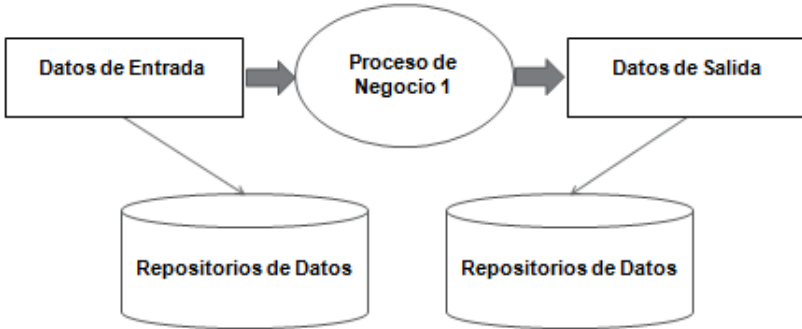 Datos de Entrada
Proceso de
Negocio 1
Datos de Salida
Repositorios de Datos
Repositorios de Datos